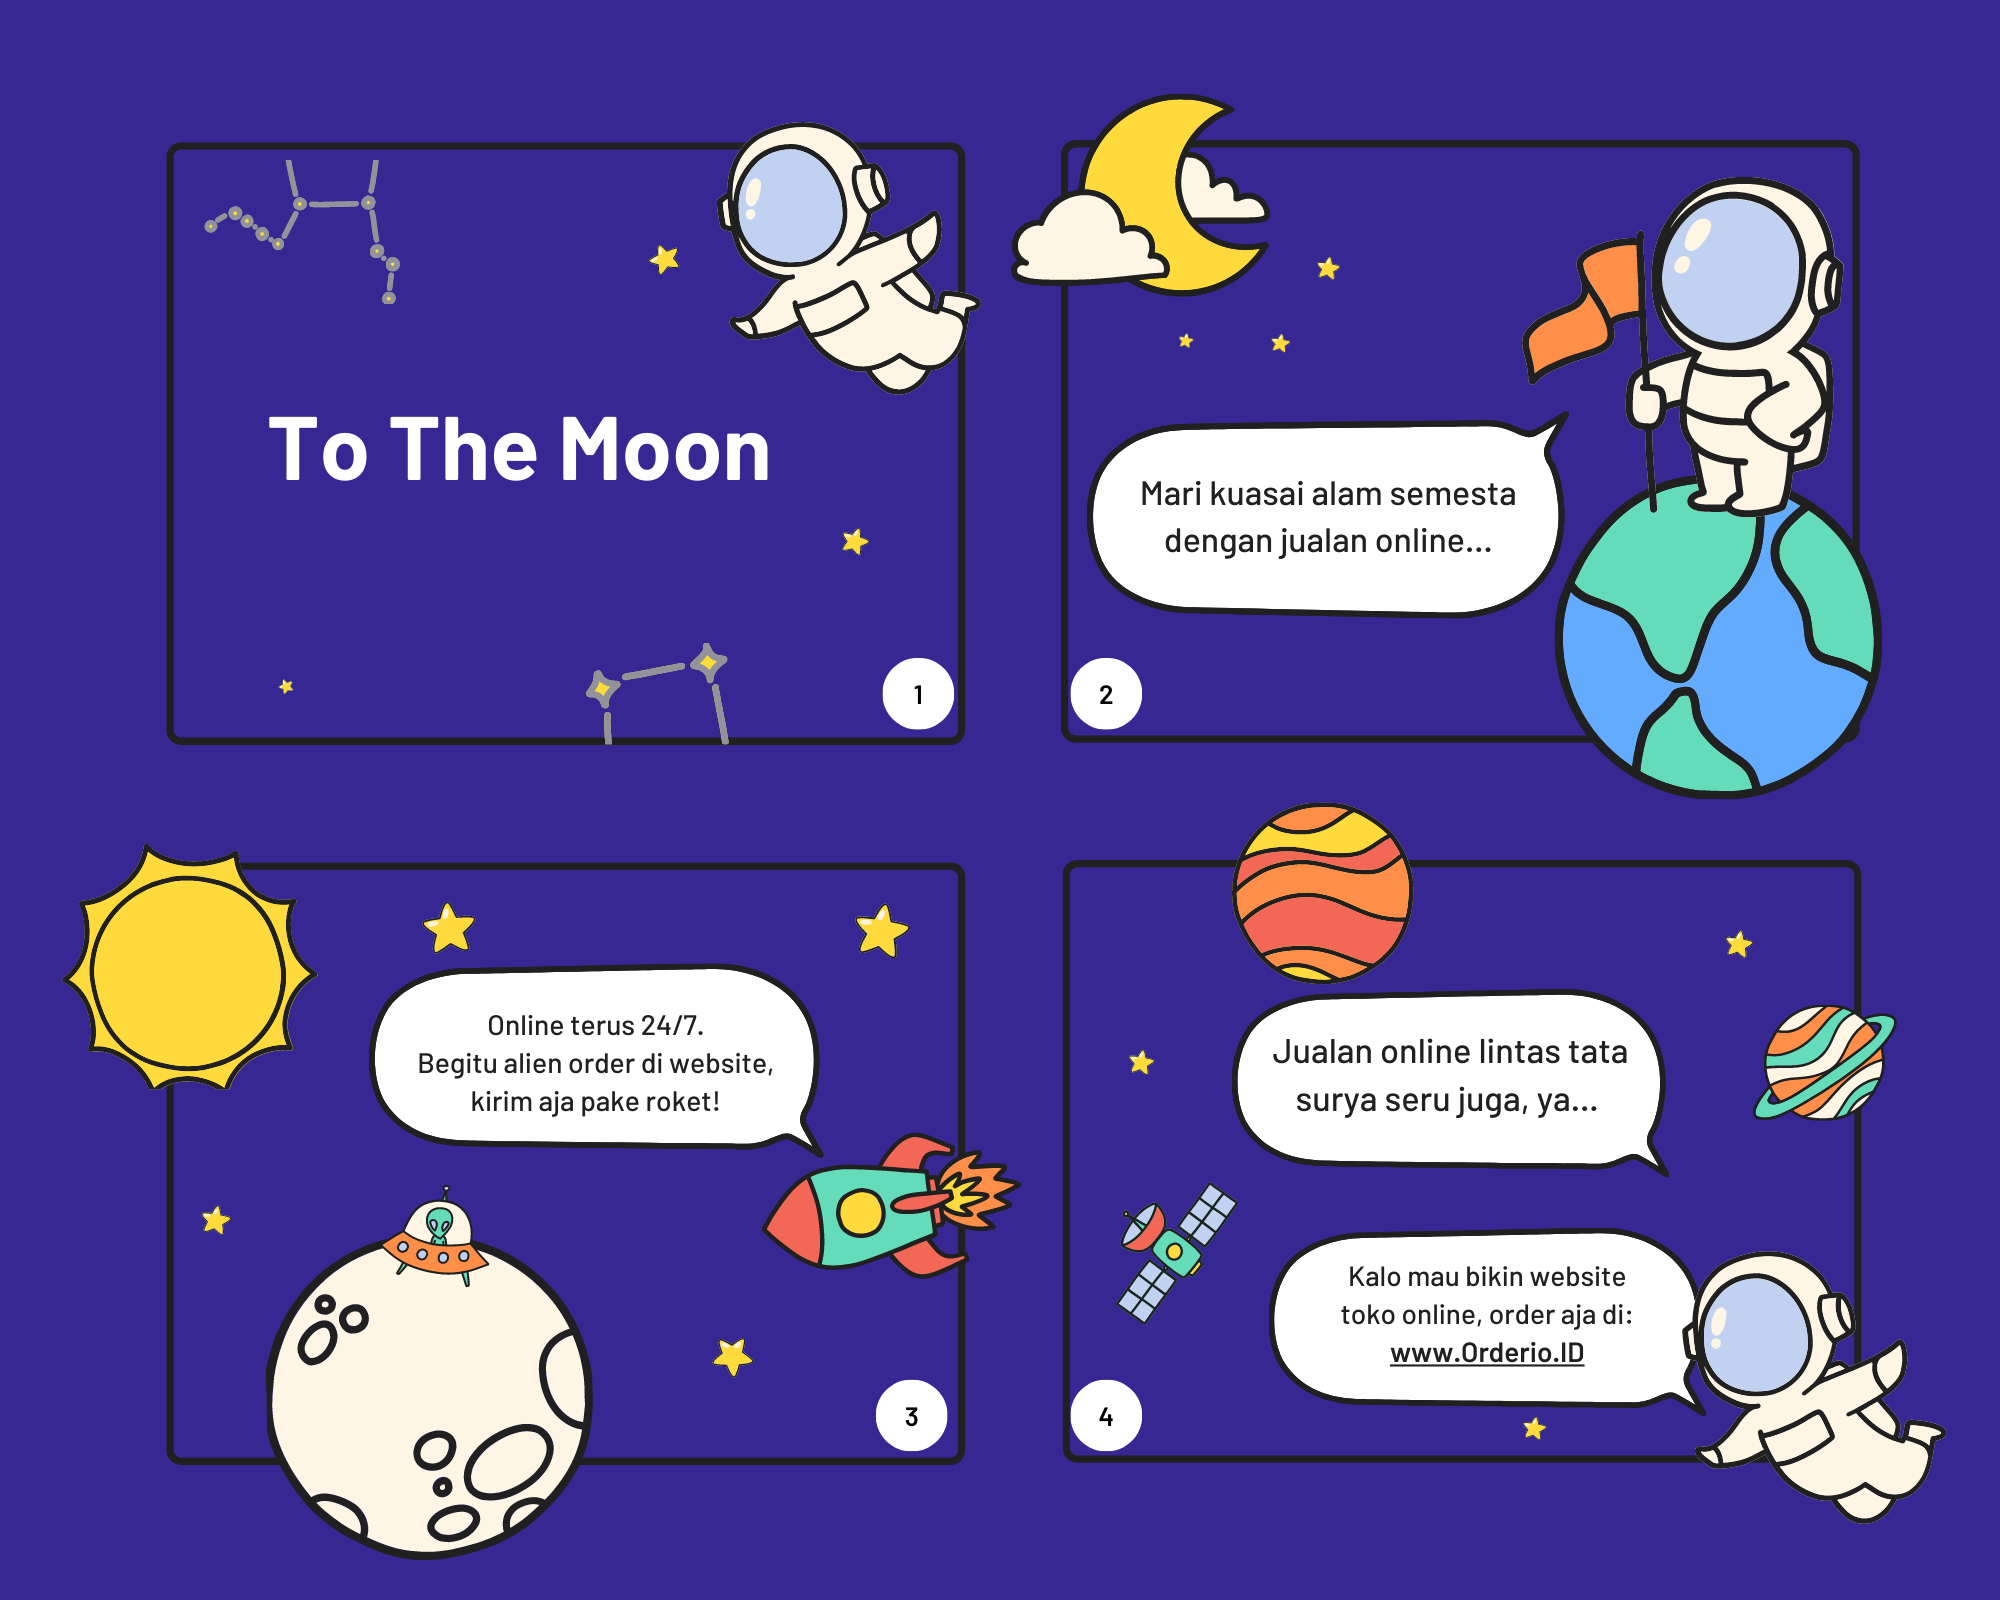 To The Moon
1
Mari kuasai alam semesta
dengan jualan online...
2
Online terus 24/7.
Begitu alien order di website,
kirim aja pake roket!
3
Jualan online lintas tata
surya seru juga, ya...
Kalo mau bikin website
toko online, order aja di:
www.Orderio.ID
4